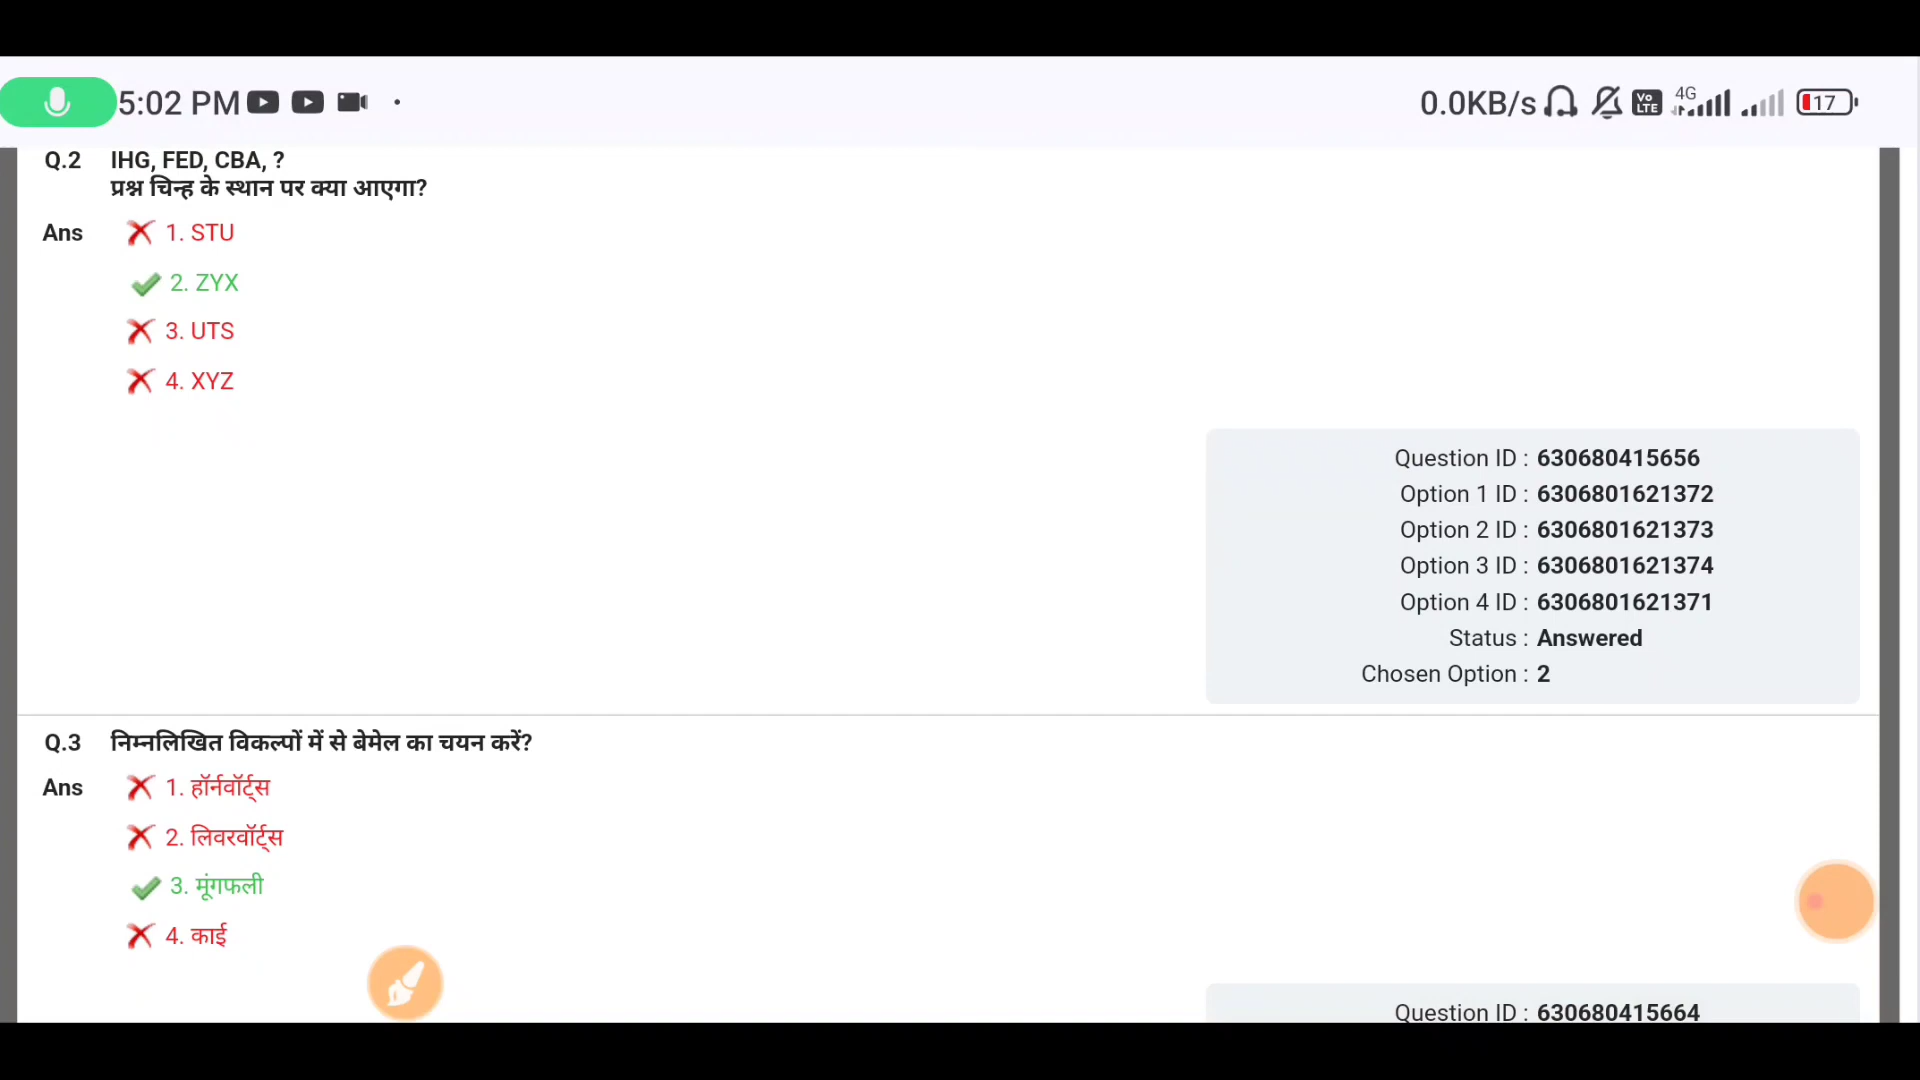 5:02 PM
0.0KB/s Vo LTE 4G 17
Q.2 IHG, FED, CBA, ?
प्रश्न चिन्ह के स्थान पर क्या आएगा?
Ans 1. STU
2. ZYX
3. UTS
4. XYZ
Question ID : 630680415656
Option 1 ID : 6306801621372
Option 2 ID : 6306801621373
Option 3 ID : 6306801621374
Option 4 ID : 6306801621371
Status : Answered
Chosen Option : 2
Q.3 निम्नलिखित विकल्पों में से बेमेल का चयन करें?
Ans 1. हॉर्नवॉर्ट्स
2. लिवरवॉर्ट्स
3. मूंगफली
4. काई
Question ID : 630680415664